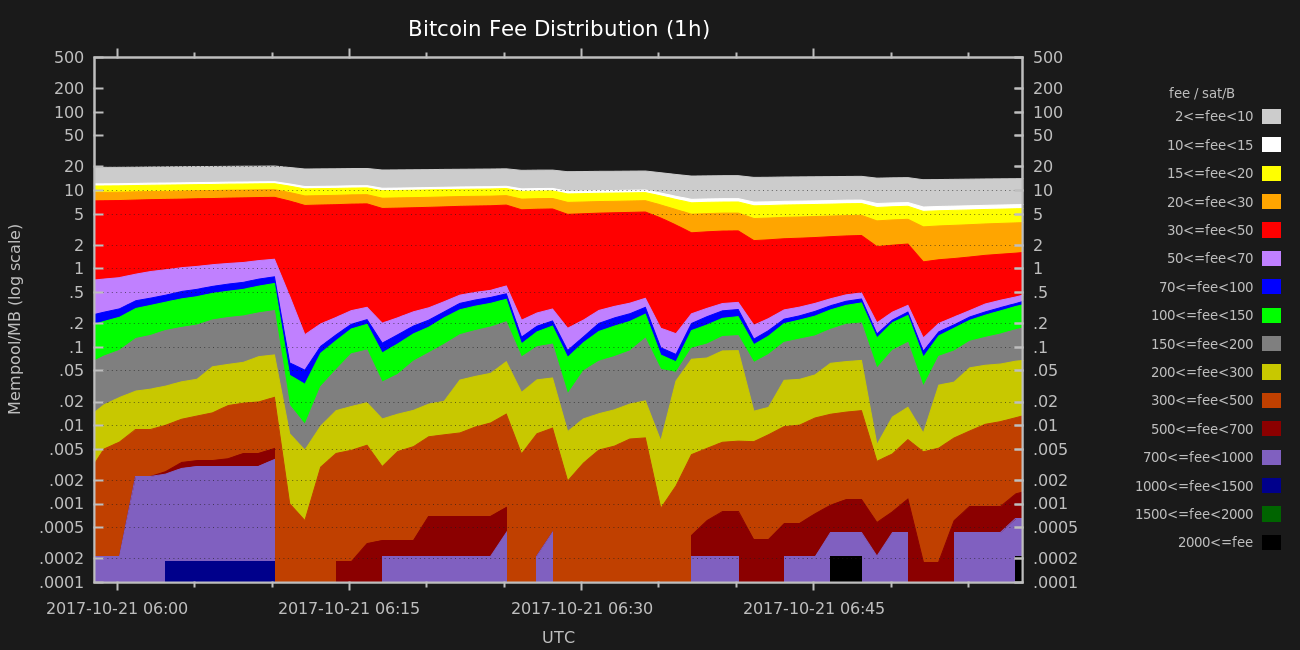 Bitcoin Fee Distribution (1h)
Mempool/MB (log scale)
500
200
100
50
20
10
5
2
1
.5
.2
.1
.05
.02
.01
.005
.002
.001
.0005
.0002
.0001
500
200
100
50
20
10
5
2
1
.5
.2
.1
.05
.02
.01
.005
.002
.001
.0005
.0002
.0001
2017-10-21 06:00
2017-10-21 06:15
2017-10-21 06:30
2017-10-21 06:45
UTC
fee / sat/B
2<=fee<10
10<=fee<15
15<=fee<20
20<=fee<30
30<=fee<50
50<=fee<70
70<=fee<100
100<=fee<150
150<=fee<200
200<=fee<300
300<=fee<500
500<=fee<700
700<=fee<1000
1000<=fee<1500
1500<=fee<2000
2000<=fee